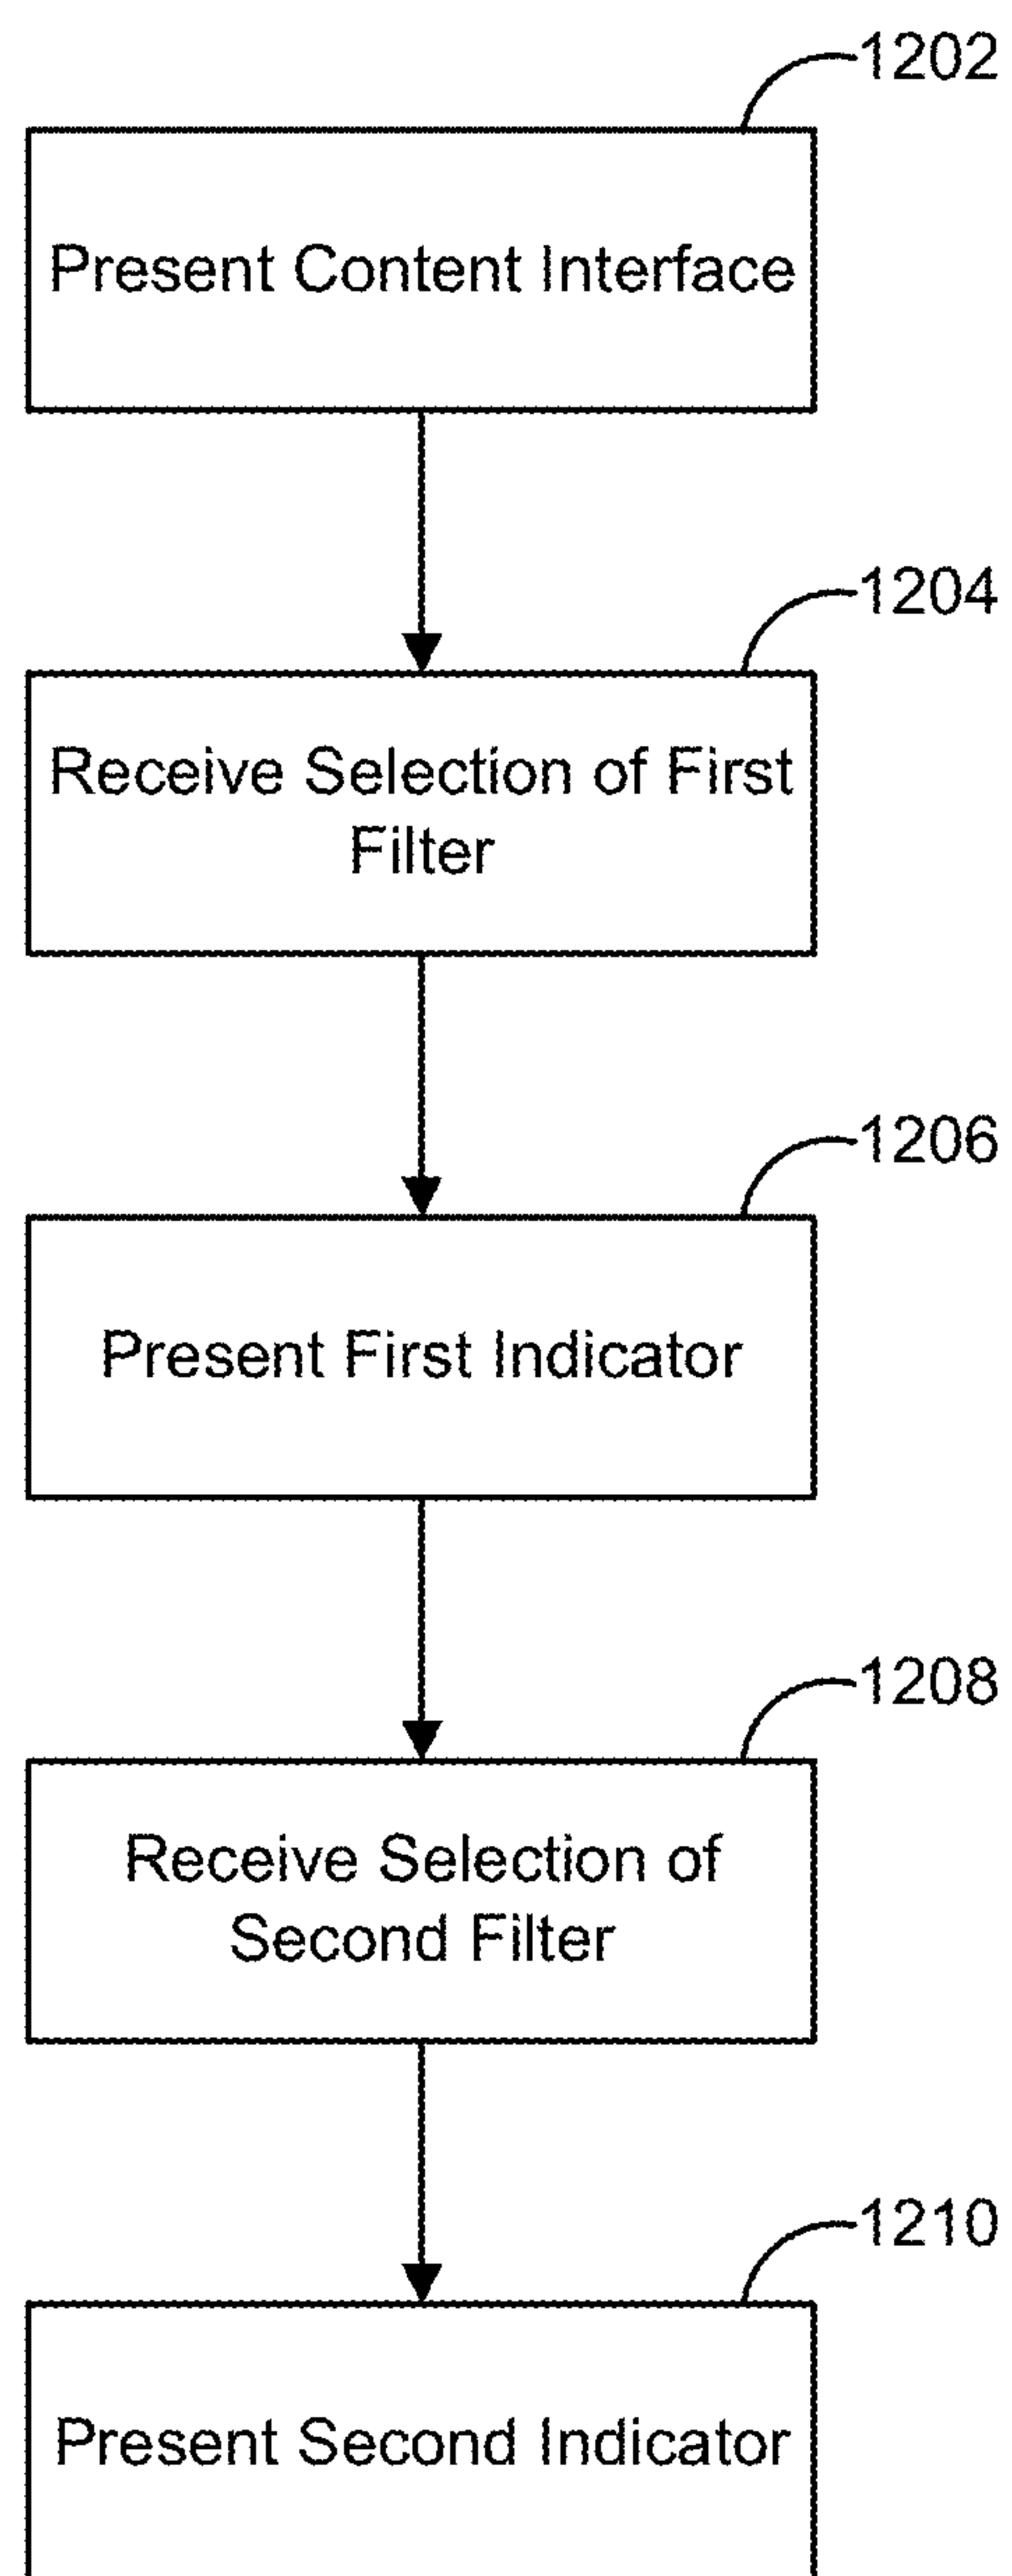 1202
Present Content Interface
1204
Receive Selection of First
Filter
1206
Present First Indicator
1208
Receive Selection of
Second Filter
1210
Present Second Indicator